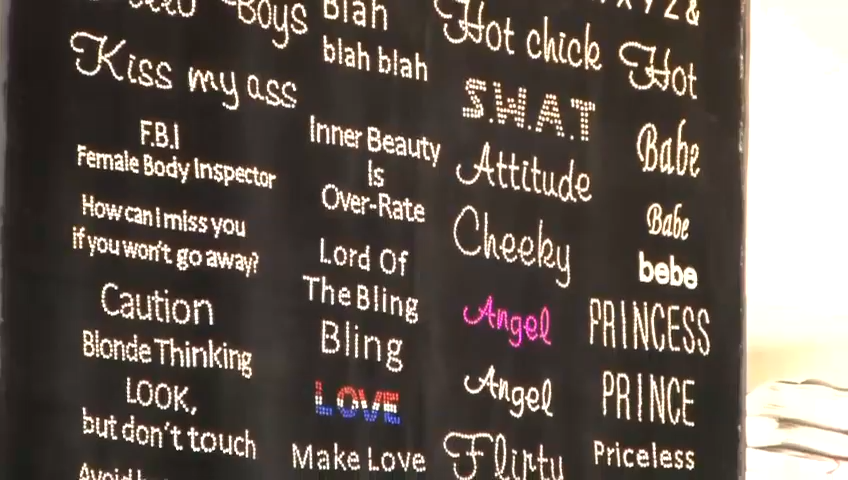 Boys
Kiss my ass
F.B.I
Female Body Inspector
How can I miss you
if you won't go away?
Caution
Blonde Thinking
LOOK,
but don't touch
Blah
blah blah
Inner Beauty
Is
Over-Rate
Lord Of
The Bling
Bling
LOVE
Make Love
Hot chick
S.W.A.T
Attitude
Cheeky
Angel
Angel
Flirty
X Y Z &
Hot
Babe
Babe
bebe
PRINCESS
PRINCE
Priceless